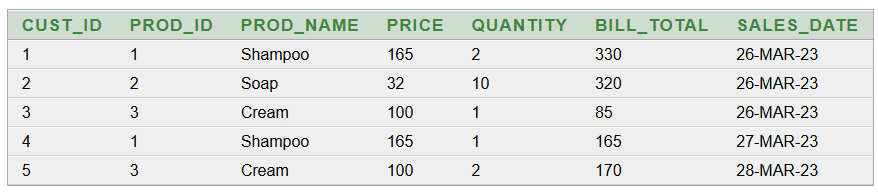 CUST_ID PROD_ID PROD_NAME PRICE QUANTITY BILL_TOTAL SALES_DATE
1 1 Shampoo 165 2 330 26-MAR-23
2 2 Soap 32 10 320 26-MAR-23
3 3 Cream 100 1 85 26-MAR-23
4 1 Shampoo 165 1 165 27-MAR-23
5 3 Cream 100 2 170 28-MAR-23